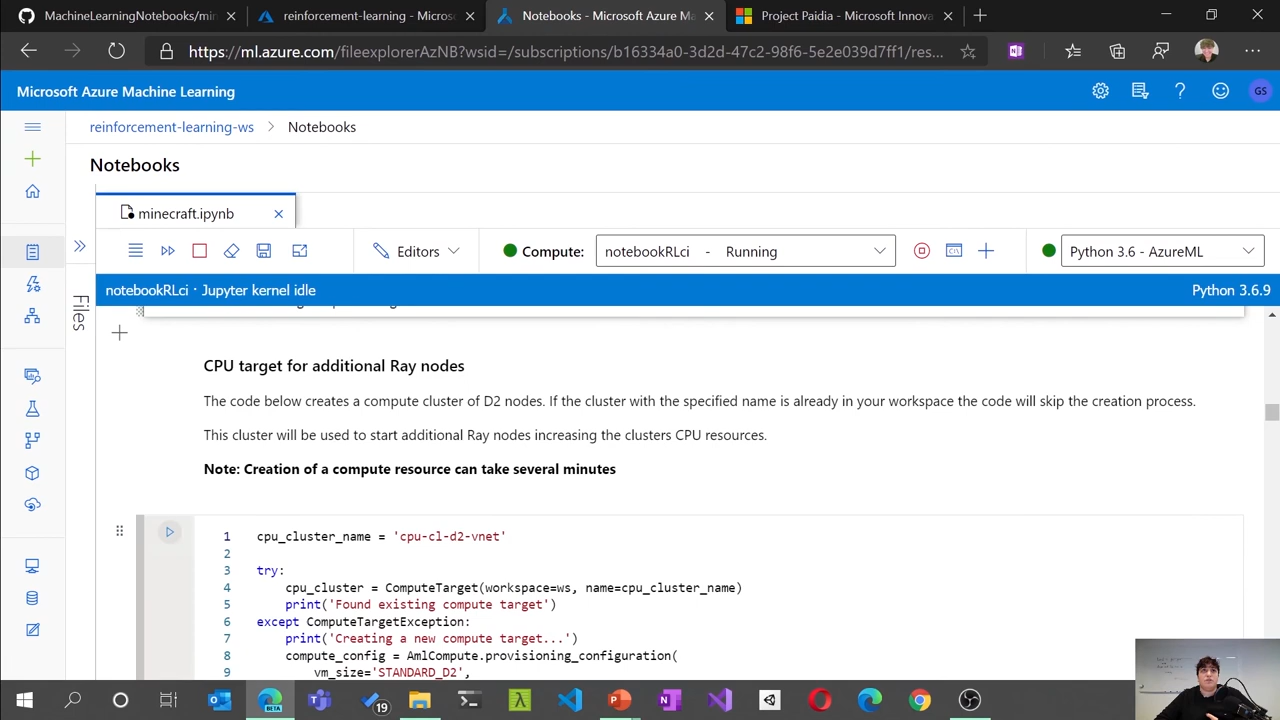 MachineLearningNotebooks/min
reinforcement-learning - Microso
Notebooks - Microsoft Azure Ma
Project Paidia - Microsoft Innova
https://ml.azure.com/fileexplorerAzNB?wsid=/subscriptions/b16334a0-3d2d-47c2-98f6-5e2e039d7ff1/res...
Microsoft Azure Machine Learning
GS
reinforcement-learning-ws > Notebooks
Notebooks
minecraft.ipynb
Editors
Compute:
notebookRLci - Running
Python 3.6 - AzureML
notebookRLci · Jupyter kernel idle
Python 3.6.9
Files
CPU target for additional Ray nodes
The code below creates a compute cluster of D2 nodes. If the cluster with the specified name is already in your workspace the code will skip the creation process.
This cluster will be used to start additional Ray nodes increasing the clusters CPU resources.
Note: Creation of a compute resource can take several minutes
1 cpu_cluster_name = 'cpu-cl-d2-vnet'
2
3 try:
4 cpu_cluster = ComputeTarget(workspace=ws, name=cpu_cluster_name)
5 print('Found existing compute target')
6 except ComputeTargetException:
7 print('Creating a new compute target...')
8 compute_config = AmlCompute.provisioning_configuration(
9 vm_size='STANDARD_D2',
BETA
19